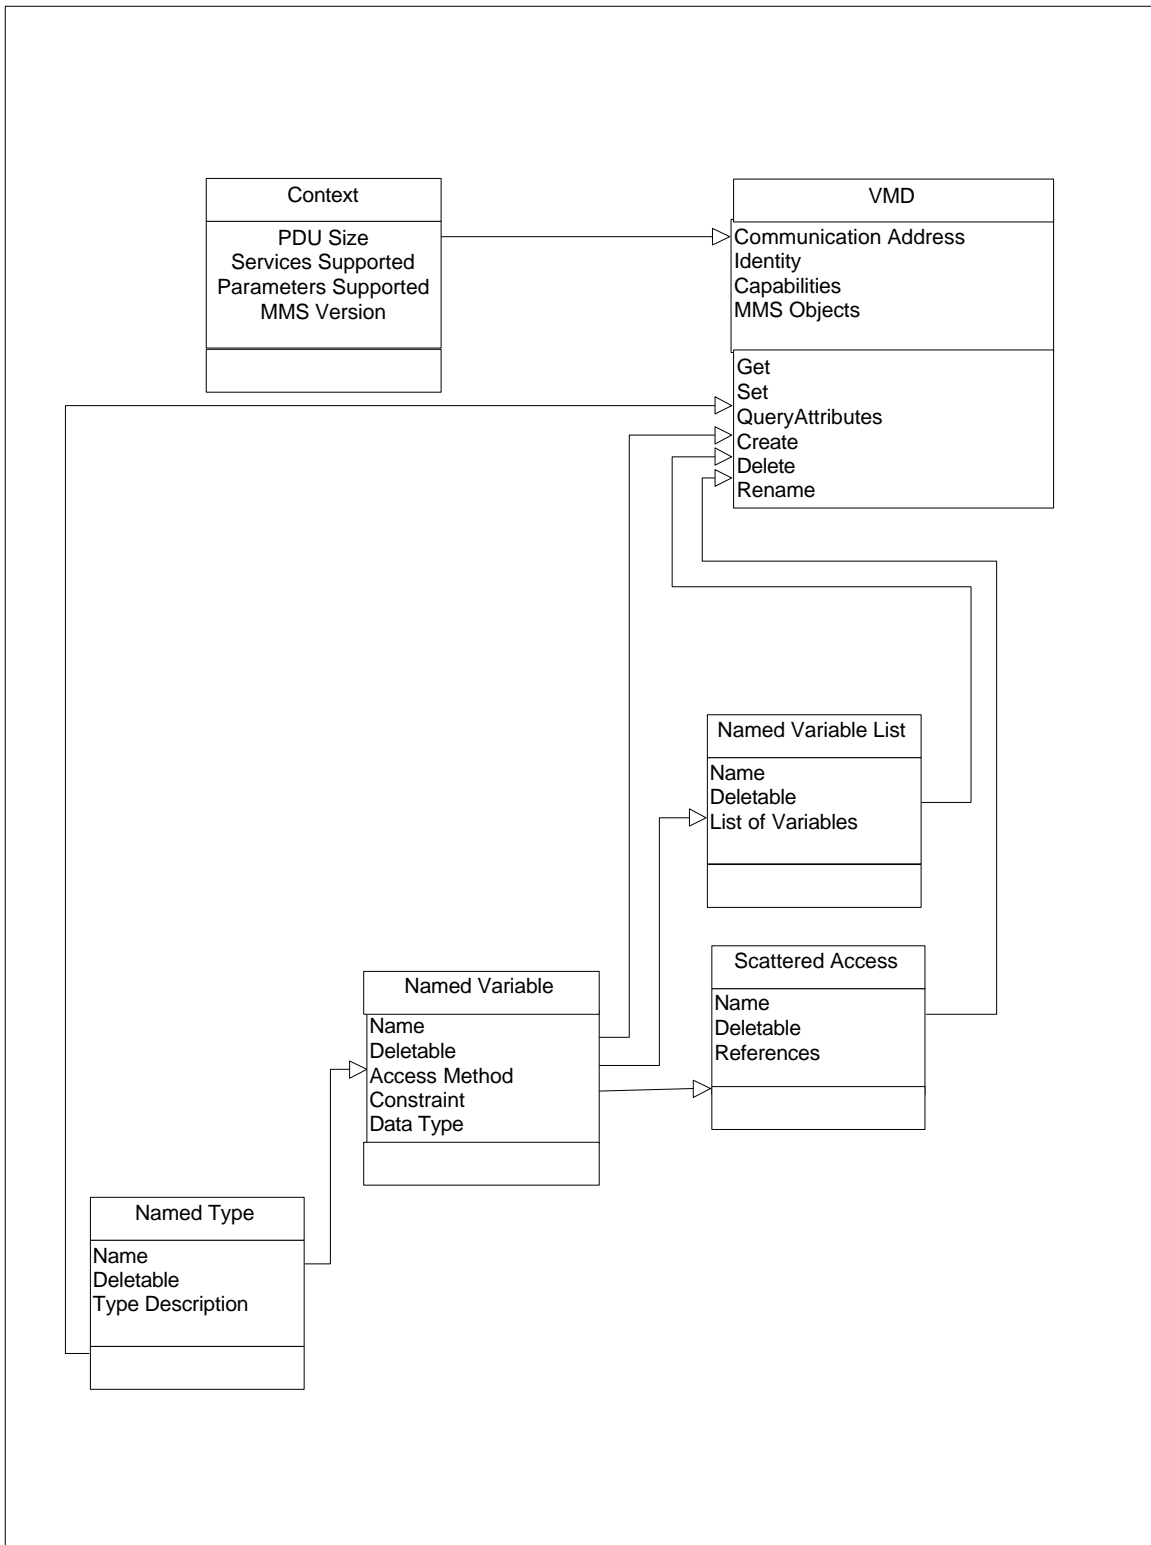 Context
PDU Size
Services Supported
Parameters Supported
MMS Version
VMD
Communication Address
Identity
Capabilities
MMS Objects
Get
Set
QueryAttributes
Create
Delete
Rename
Named Variable List
Name
Deletable
List of Variables
Scattered Access
Name
Deletable
References
Named Variable
Name
Deletable
Access Method
Constraint
Data Type
Named Type
Name
Deletable
Type Description